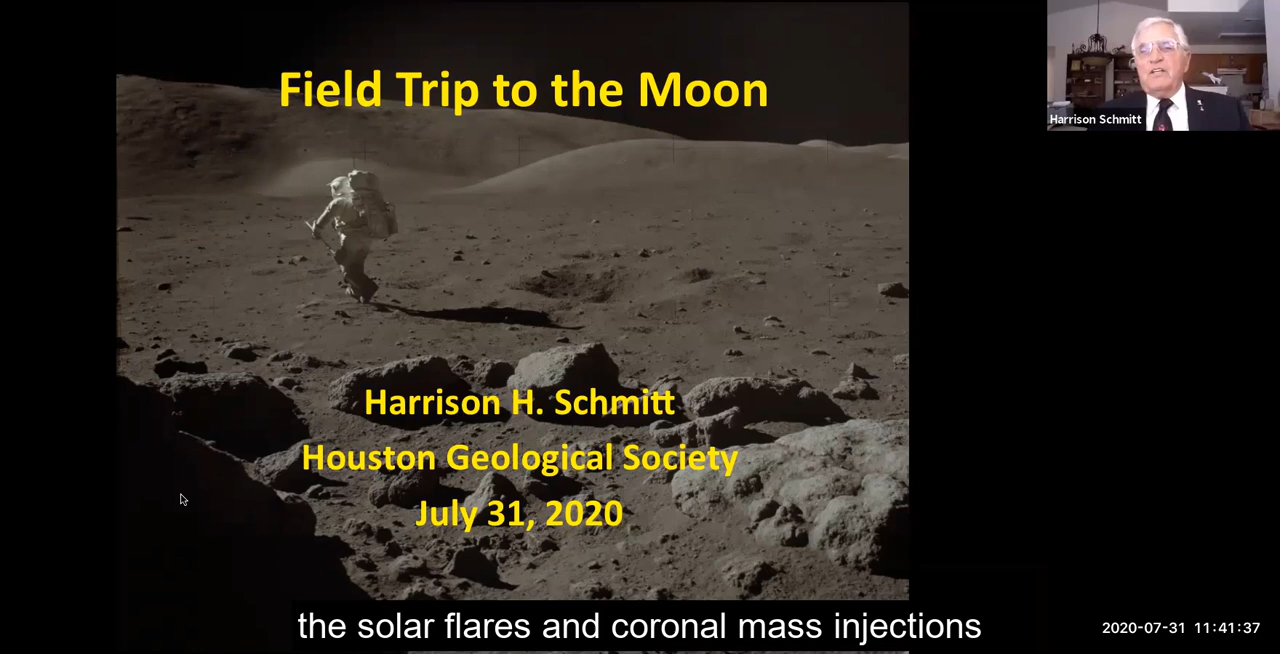 Field Trip to the Moon
Harrison Schmitt
Harrison H. Schmitt
Houston Geological Society
July 31, 2020
the solar flares and coronal mass injections
2020-07-31 11:41:37